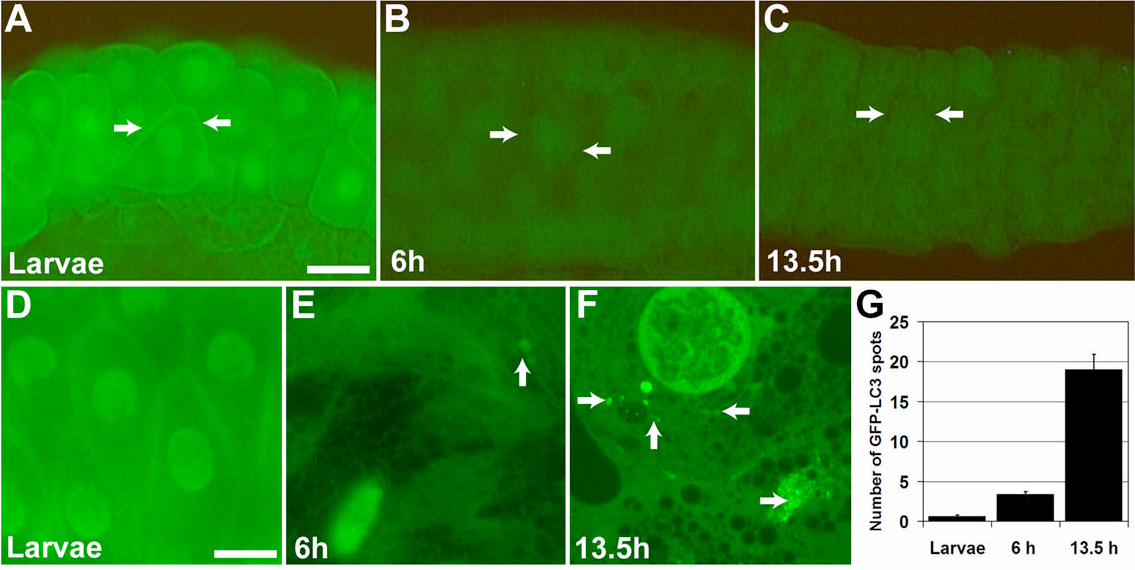 A
B
C
Larvae
6h
13.5h
D
E
F
G
Larvae
6h
13.5h
Number of GFP-LC3 spots
25
20
15
10
5
0
Larvae
6 h
13.5 h